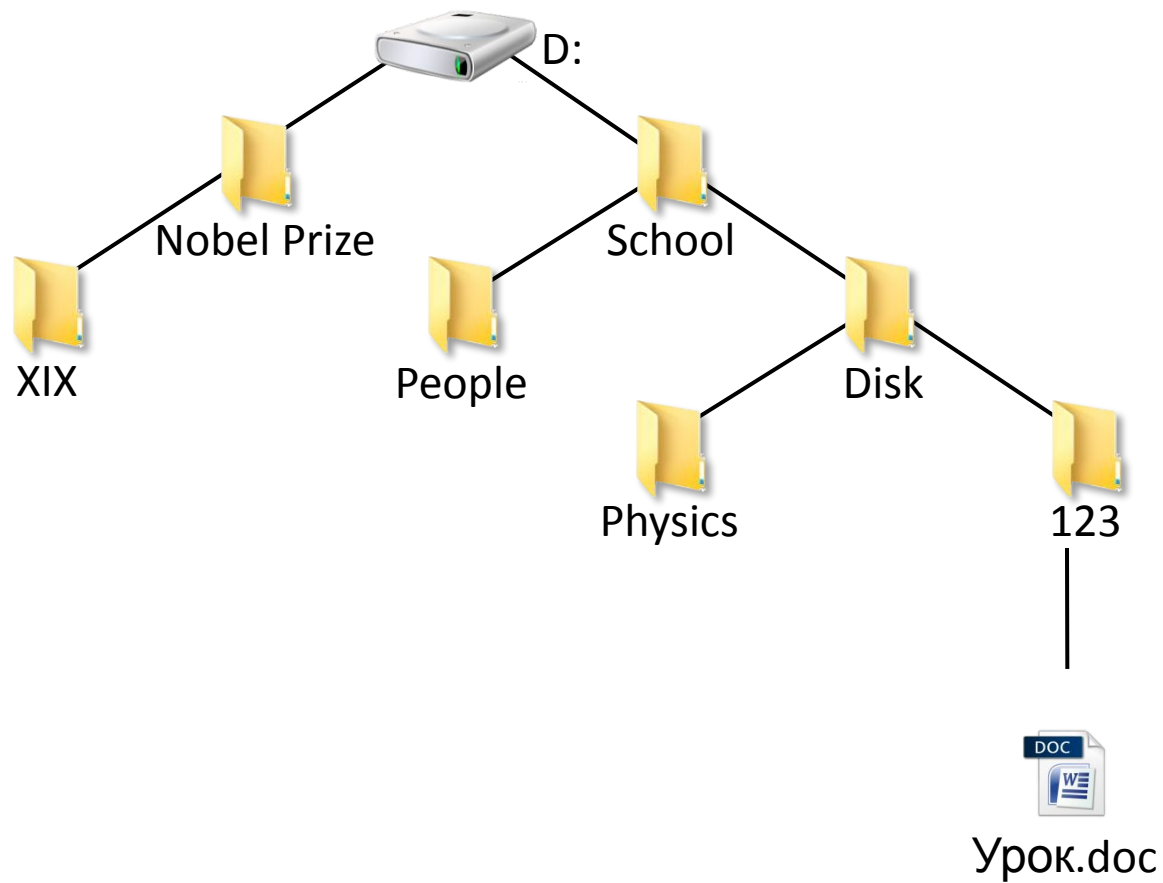 D:
Nobel Prize
School
XIX
People
Disk
Physics
123
DOC
W
Урок.doc